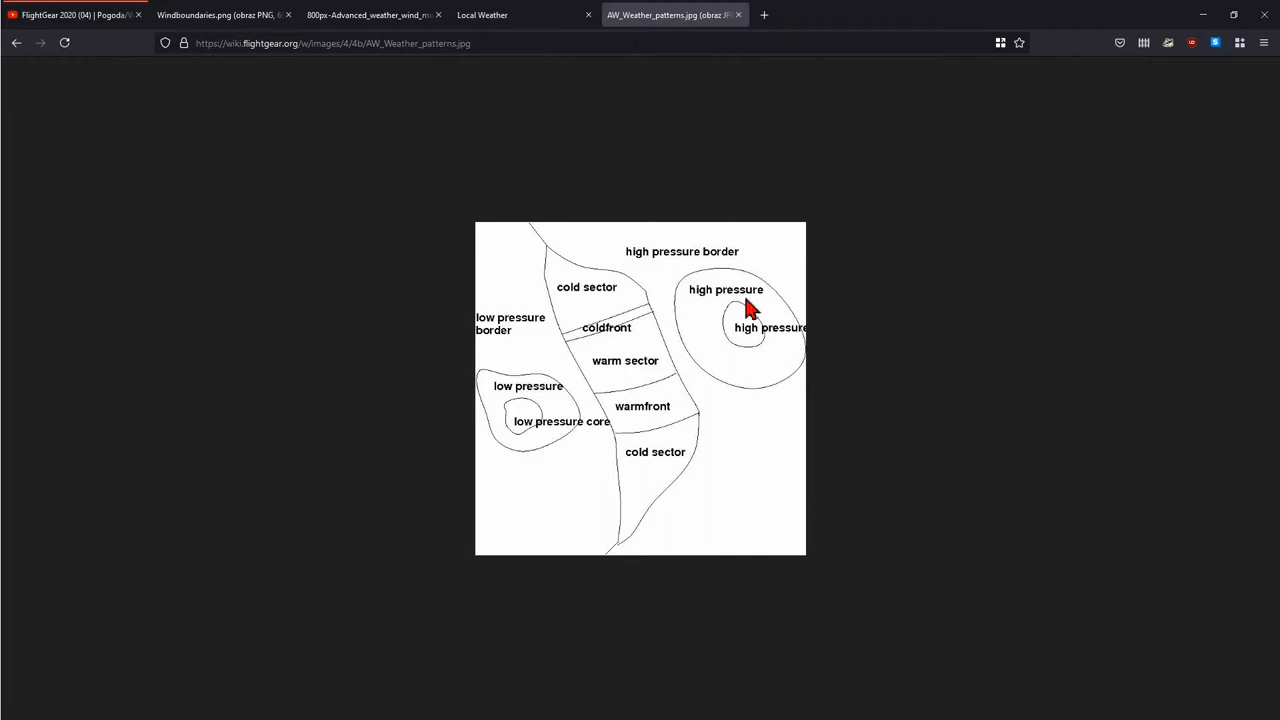 FlightGear 2020 (04) | Pogoda/W
Windboundaries.png (obraz PNG, 6
800px-Advanced_weather_wind_mo
Local Weather
AW_Weather_patterns.jpg (obraz JP
https://wiki.flightgear.org/w/images/4/4b/AW_Weather_patterns.jpg
high pressure border
cold sector
high pressure
low pressure
border
coldfront
high pressure
warm sector
low pressure
warmfront
low pressure core
cold sector